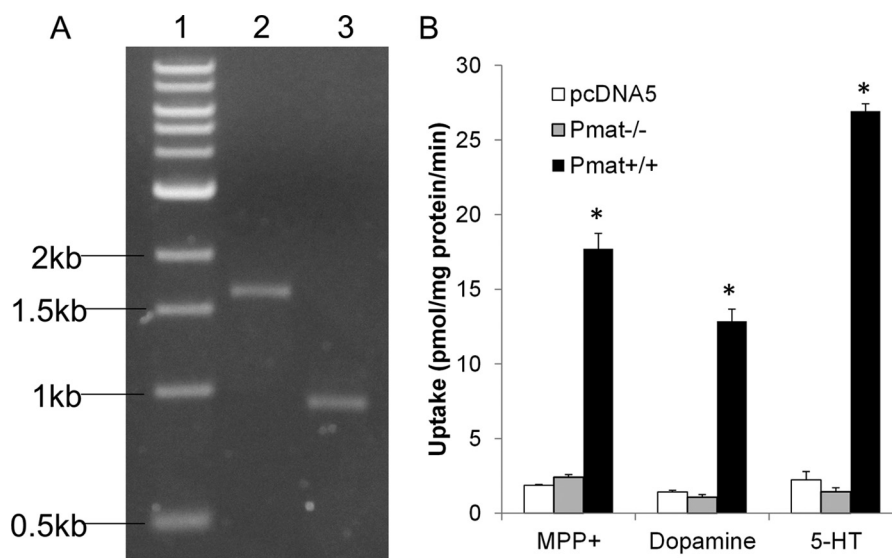 A
1 2 3
2kb
1.5kb
1kb
0.5kb
B
Uptake (pmol/mg protein/min)
30
25
20
15
10
5
0
pcDNA5
Pmat-/-
Pmat+/+
*
*
*
MPP+ Dopamine 5-HT